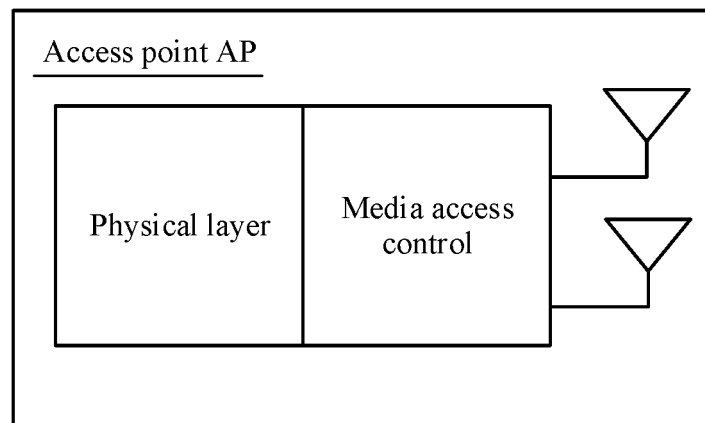 Access point AP
Physical layer
Media access
control